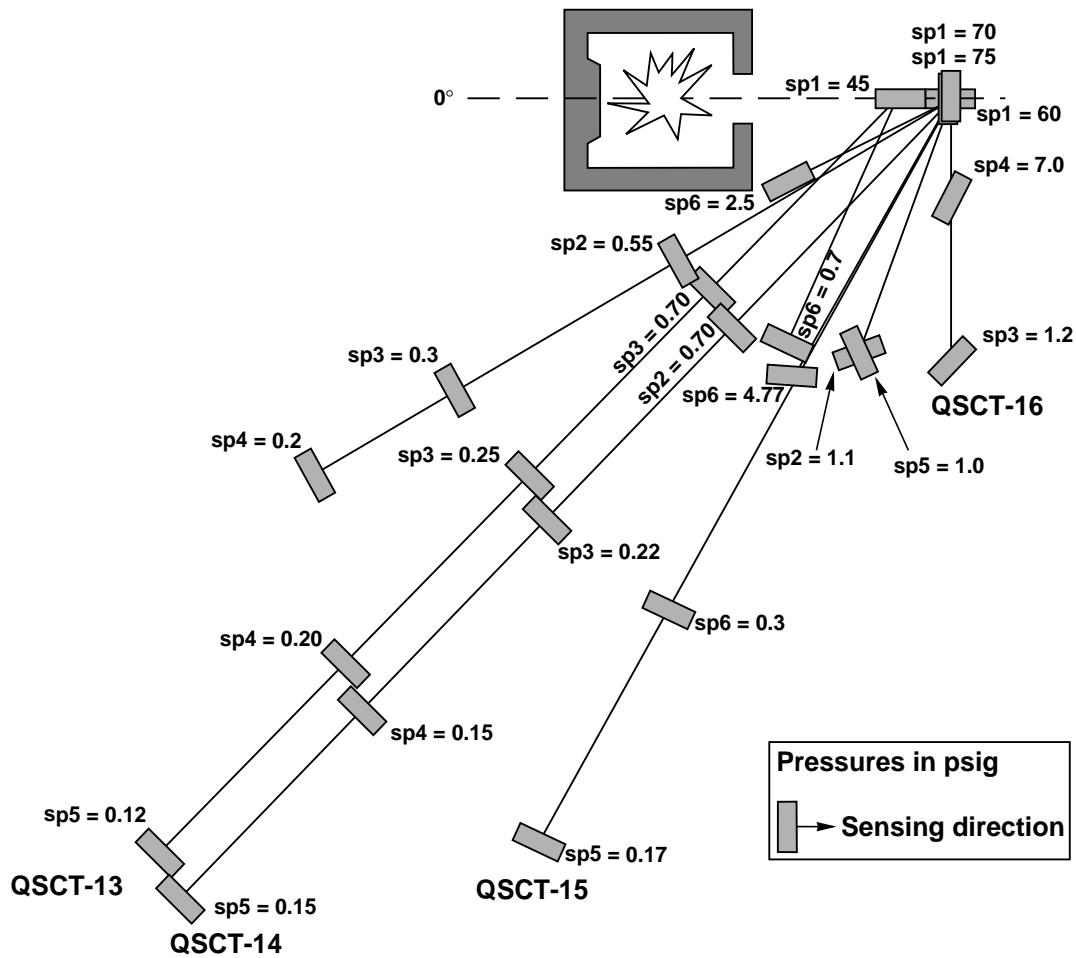 sp1 = 70
sp1 = 75
sp1 = 45
0°
sp1 = 60
sp4 = 7.0
sp6 = 2.5
sp2 = 0.55
sp6 = 0.7
sp3 = 0.70
sp2 = 0.70
sp3 = 1.2
sp3 = 0.3
sp6 = 4.77
QSCT-16
sp4 = 0.2
sp3 = 0.25
sp2 = 1.1
sp5 = 1.0
sp3 = 0.22
sp6 = 0.3
sp4 = 0.20
sp4 = 0.15
Pressures in psig
Sensing direction
sp5 = 0.12
sp5 = 0.17
QSCT-13
QSCT-15
sp5 = 0.15
QSCT-14